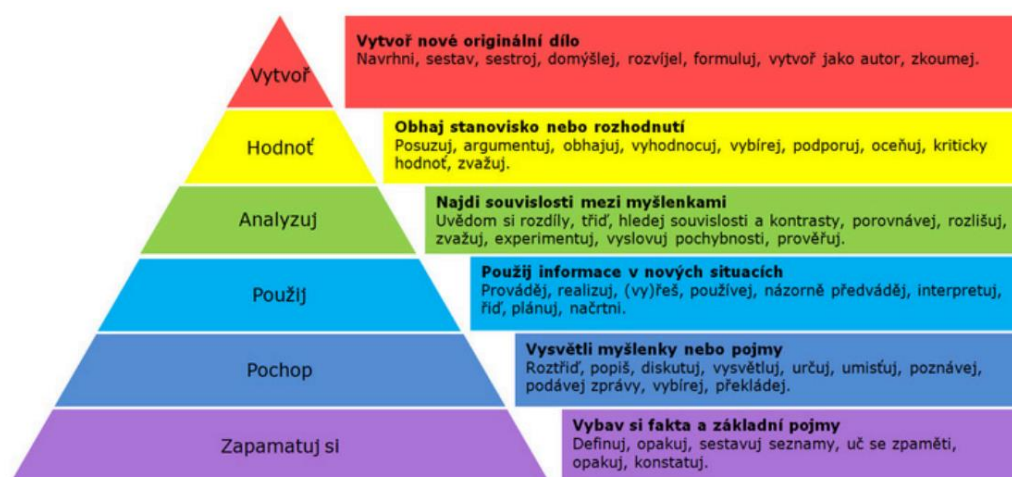 Vytvoř
Vytvoř nové originální dílo
Navrhni, sestav, sestroj, domýšlej, rozvíjel, formuluj, vytvoř jako autor, zkoumej.
Hodnoť
Obhaj stanovisko nebo rozhodnutí
Posuzuj, argumentuj, obhajuj, vyhodnocuj, vybírej, podporuj, oceňuj, kriticky
hodnoť, zvažuj.
Analyzuj
Najdi souvislosti mezi myšlenkami
Uvědom si rozdíly, třiď, hledej souvislosti a kontrasty, porovnávej, rozlišuj,
zvažuj, experimentuj, vyslovuj pochybnosti, prověřuj.
Použij
Použij informace v nových situacích
Prováděj, realizuj, (vy)řeš, používej, názorně předváděj, interpretuj,
řiď, plánuj, načrtni.
Pochop
Vysvětli myšlenky nebo pojmy
Roztřiď, popiš, diskutuj, vysvětluj, určuj, umisťuj, poznávej,
podávej zprávy, vybírej, překládej.
Zapamatuj si
Vybav si fakta a základní pojmy
Definuj, opakuj, sestavuj seznamy, uč se zpaměti,
opakuj, konstatuj.